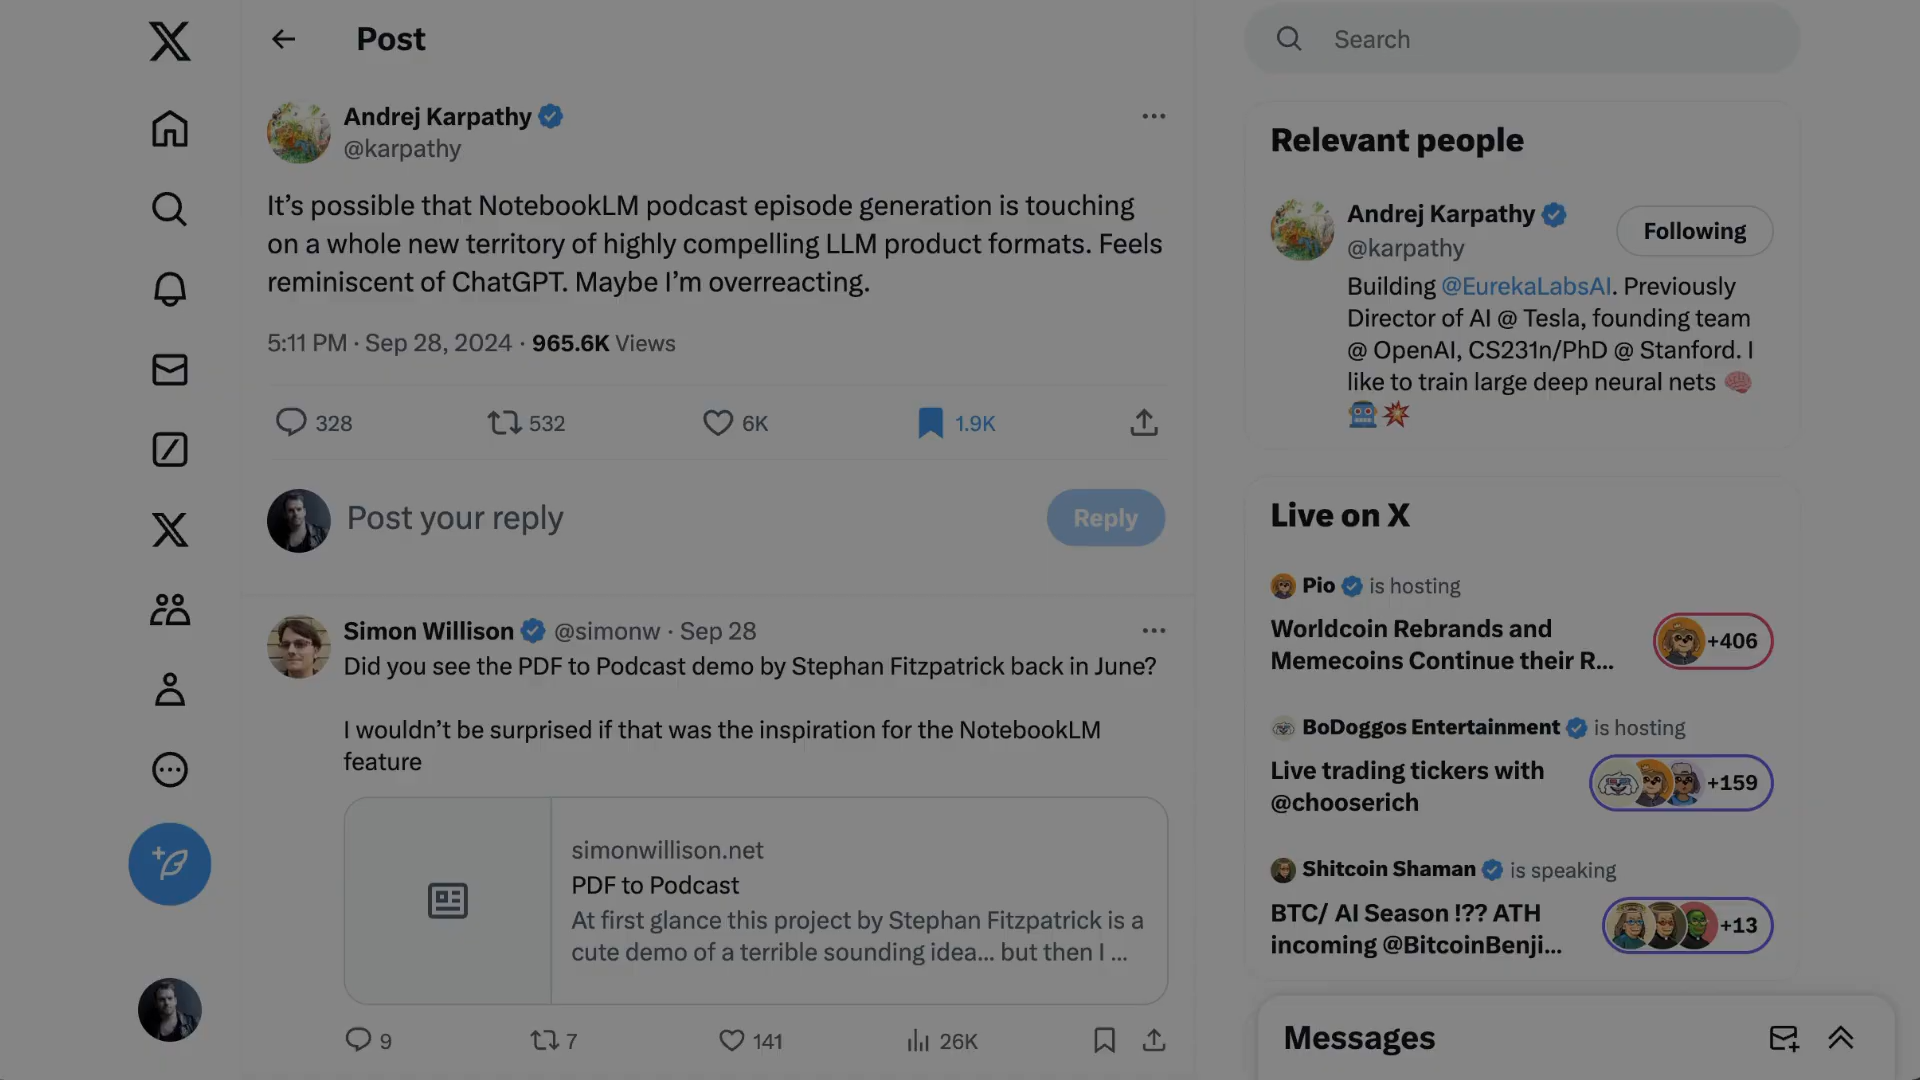 Post
Andrej Karpathy
@karpathy
It’s possible that NotebookLM podcast episode generation is touching
on a whole new territory of highly compelling LLM product formats. Feels
reminiscent of ChatGPT. Maybe I’m overreacting.
5:11 PM · Sep 28, 2024 · 965.6K Views
328 532 6K 1.9K
Post your reply
Reply
Simon Willison @simonw · Sep 28
Did you see the PDF to Podcast demo by Stephan Fitzpatrick back in June?
I wouldn’t be surprised if that was the inspiration for the NotebookLM
feature
simonwillison.net
PDF to Podcast
At first glance this project by Stephan Fitzpatrick is a
cute demo of a terrible sounding idea... but then I ...
9 7 141 26K
Search
Relevant people
Andrej Karpathy
@karpathy
Following
Building @EurekaLabsAI. Previously
Director of AI @ Tesla, founding team
@ OpenAI, CS231n/PhD @ Stanford. I
like to train large deep neural nets 🧠
🤖💥
Live on X
Pio is hosting
Worldcoin Rebrands and
Memecoins Continue their R...
+406
BoDoggos Entertainment is hosting
Live trading tickers with
@chooserich
+159
Shitcoin Shaman is speaking
BTC/ AI Season !?? ATH
incoming @BitcoinBenji...
+13
Messages